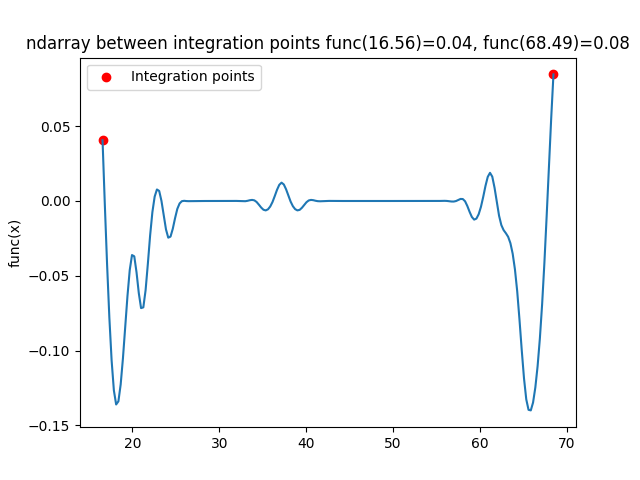 ndarray between integration points func(16.56)=0.04, func(68.49)=0.08
Integration points
0.05
0.00
−0.05
−0.10
−0.15
func(x)
20 30 40 50 60 70